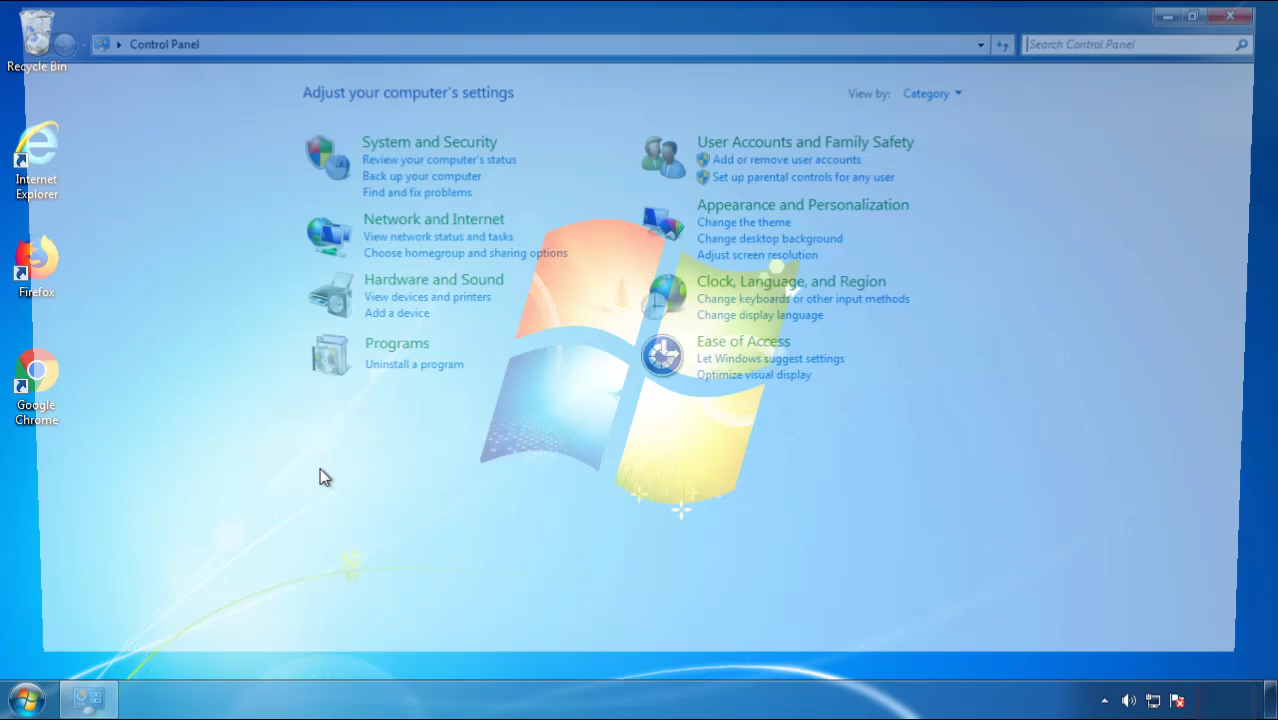 Recycle Bin
Internet
Explorer
Firefox
Google
Chrome
Control Panel
Search Control Panel
Adjust your computer's settings
View by: Category
System and Security
Review your computer's status
Back up your computer
Find and fix problems
Network and Internet
View network status and tasks
Choose homegroup and sharing options
Hardware and Sound
View devices and printers
Add a device
Programs
Uninstall a program
User Accounts and Family Safety
Add or remove user accounts
Set up parental controls for any user
Appearance and Personalization
Change the theme
Change desktop background
Adjust screen resolution
Clock, Language, and Region
Change keyboards or other input methods
Change display language
Ease of Access
Let Windows suggest settings
Optimize visual display